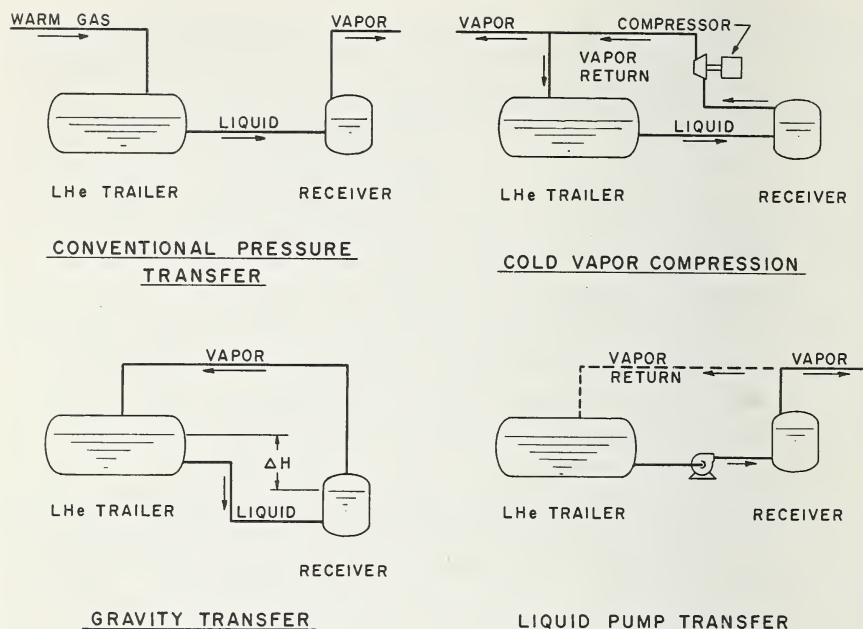 WARM GAS
VAPOR
LIQUID
LHe TRAILER
RECEIVER
CONVENTIONAL PRESSURE
TRANSFER
VAPOR
COMPRESSOR
VAPOR
RETURN
LIQUID
LHe TRAILER
RECEIVER
COLD VAPOR COMPRESSION
VAPOR
ΔH
LHe TRAILER
LIQUID
RECEIVER
GRAVITY TRANSFER
VAPOR
RETURN
VAPOR
LHe TRAILER
RECEIVER
LIQUID PUMP TRANSFER